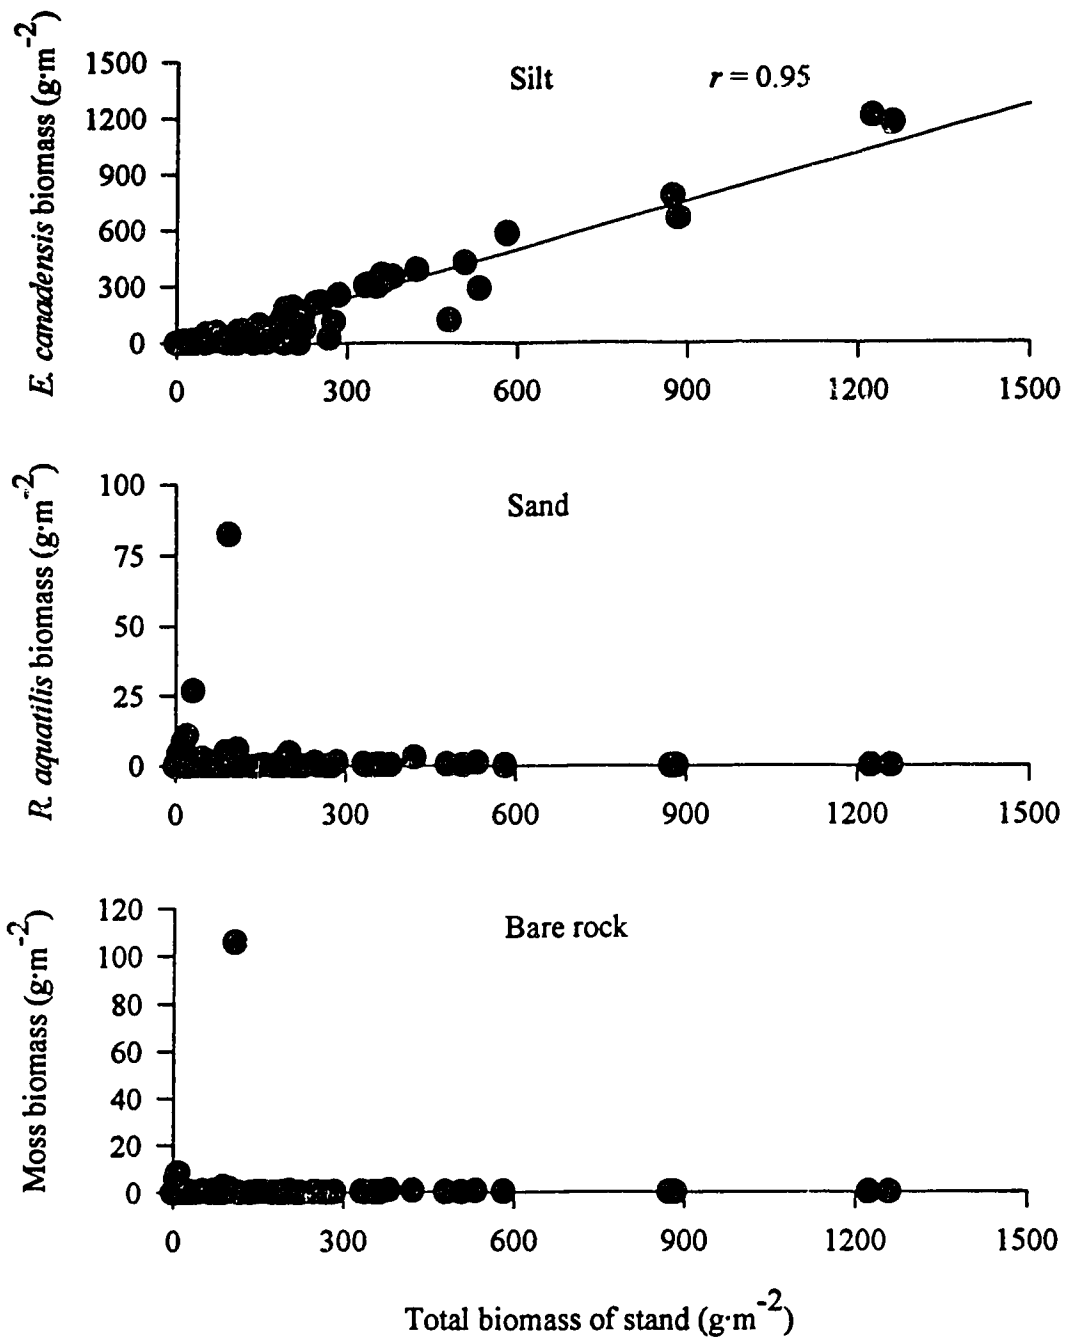 E. canadensis biomass (g·m-2)
1500
1200
900
600
300
0
Silt
r = 0.95
0 300 600 900 1200 1500
R. aquatilis biomass (g·m-2)
100
75
50
25
0
Sand
0 300 600 900 1200 1500
Moss biomass (g·m-2)
120
100
80
60
40
20
0
Bare rock
0 300 600 900 1200 1500
Total biomass of stand (g·m-2)